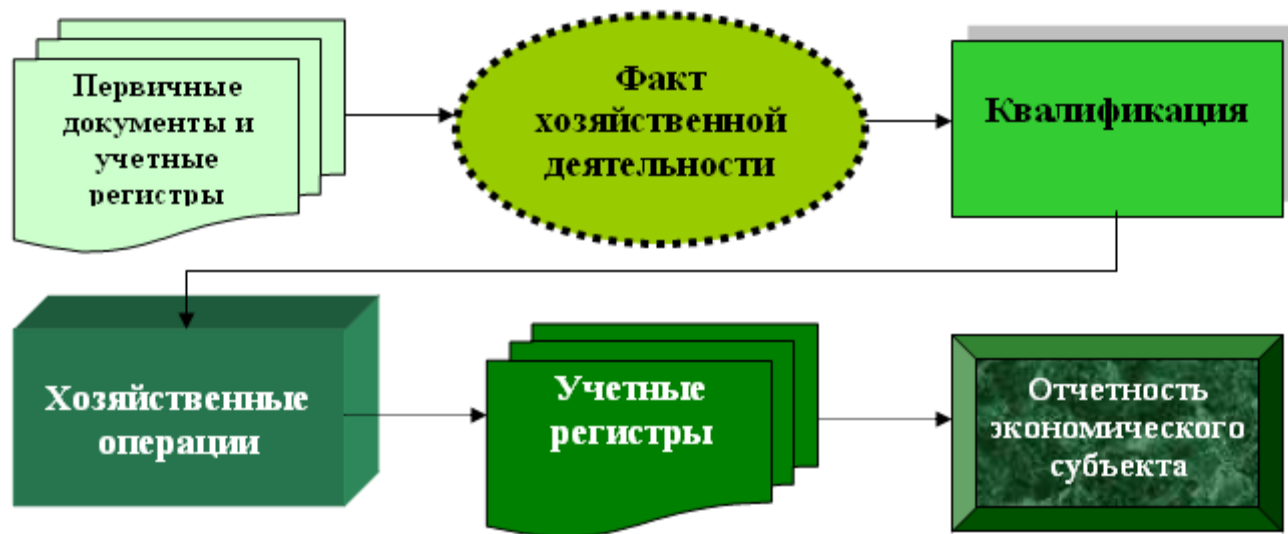 Первичные
документы и
учетные
регистры
Факт
хозяйственной
деятельности
Квалификация
Хозяйственные
операции
Учетные
регистры
Отчетность
экономического
субъекта